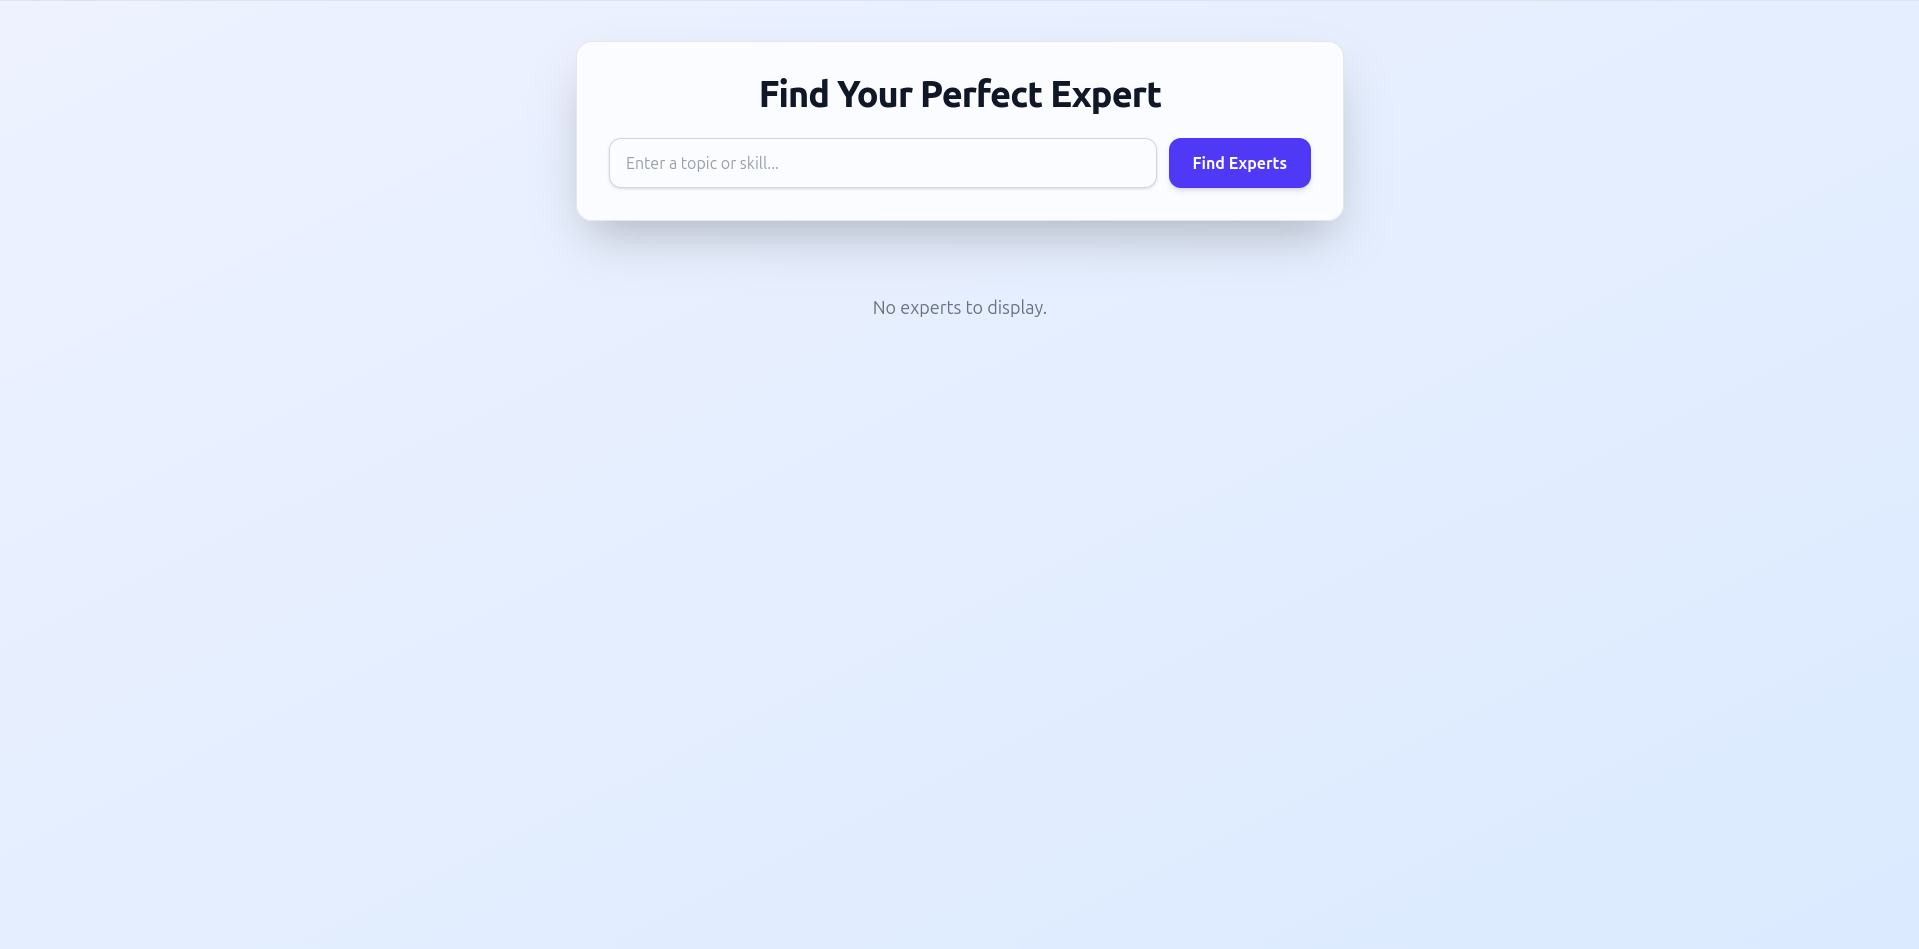 Find Your Perfect Expert
Enter a topic or skill...
Find Experts
No experts to display.